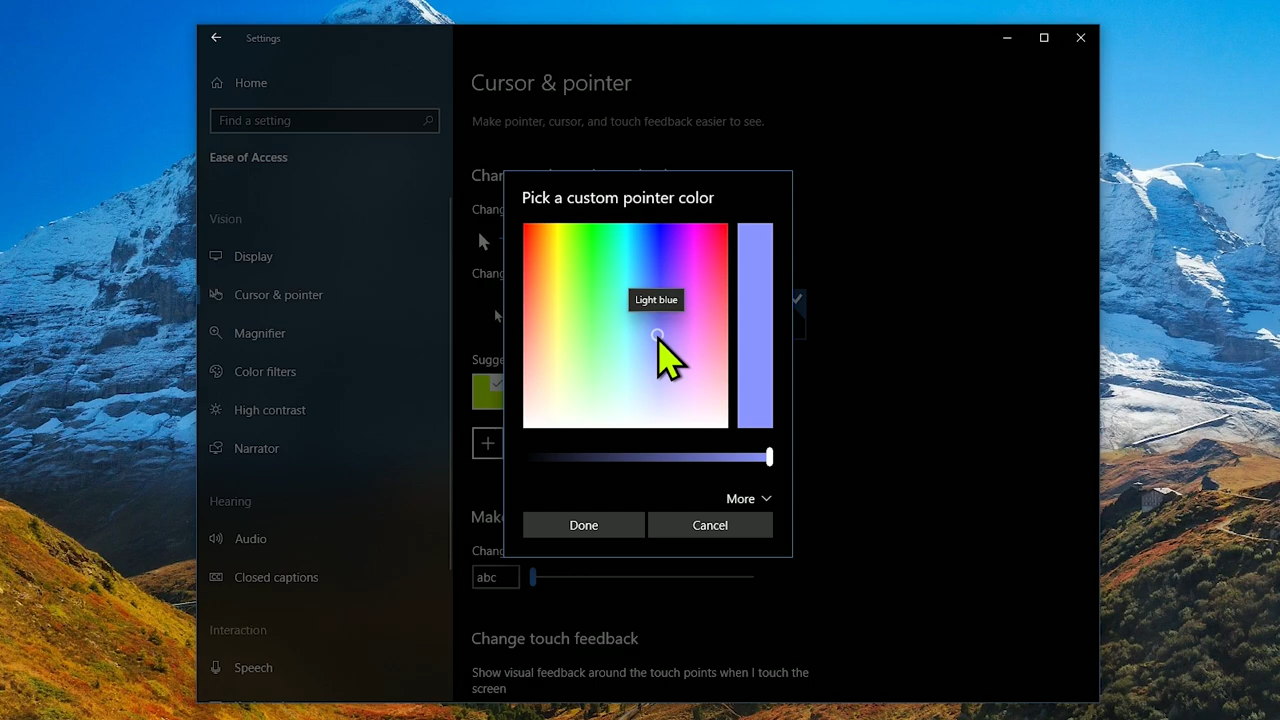 Settings
Home
Find a setting
Ease of Access
Vision
Display
Cursor & pointer
Magnifier
Color filters
High contrast
Narrator
Hearing
Audio
Closed captions
Interaction
Speech
Cursor & pointer
Make pointer, cursor, and touch feedback easier to see.
Pick a custom pointer color
Light blue
More
Done
Cancel
abc
Change touch feedback
Show visual feedback around the touch points when I touch the
screen